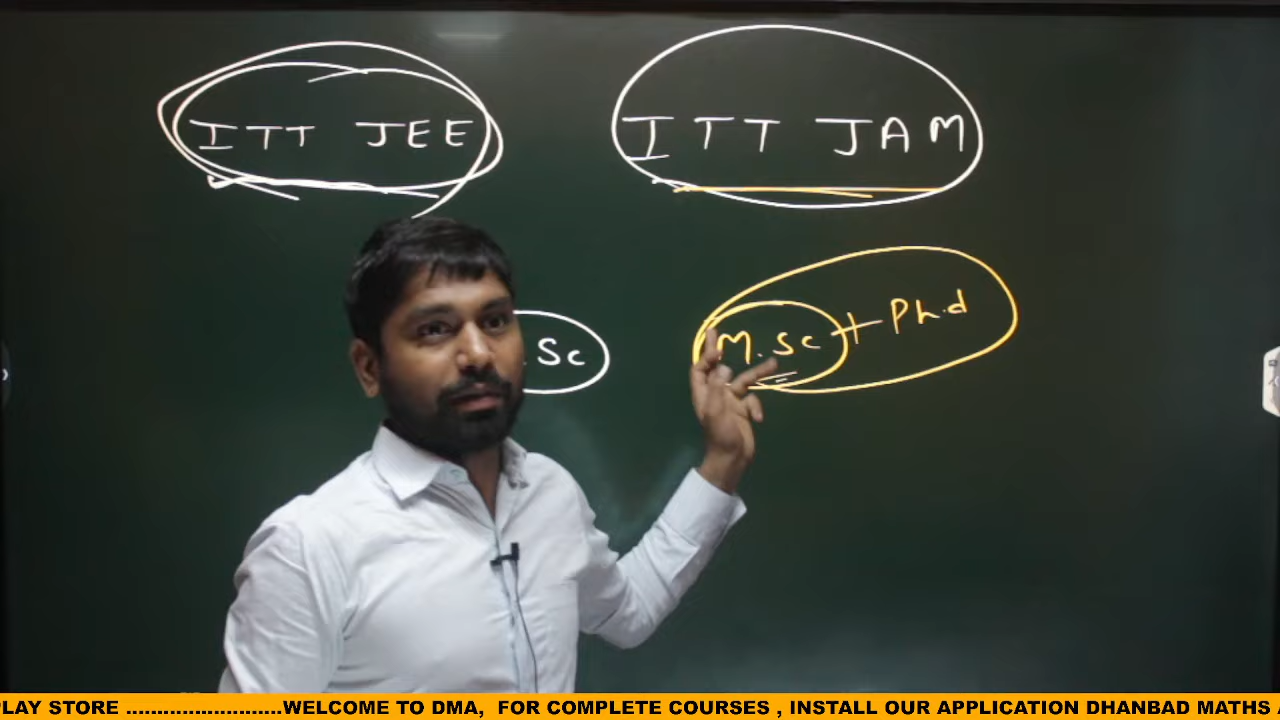 ITT JEE
ITT JAM
Sc
M.Sc + Ph.d
PLAY STORE ........................WELCOME TO DMA, FOR COMPLETE COURSES , INSTALL OUR APPLICATION DHANBAD MATHS